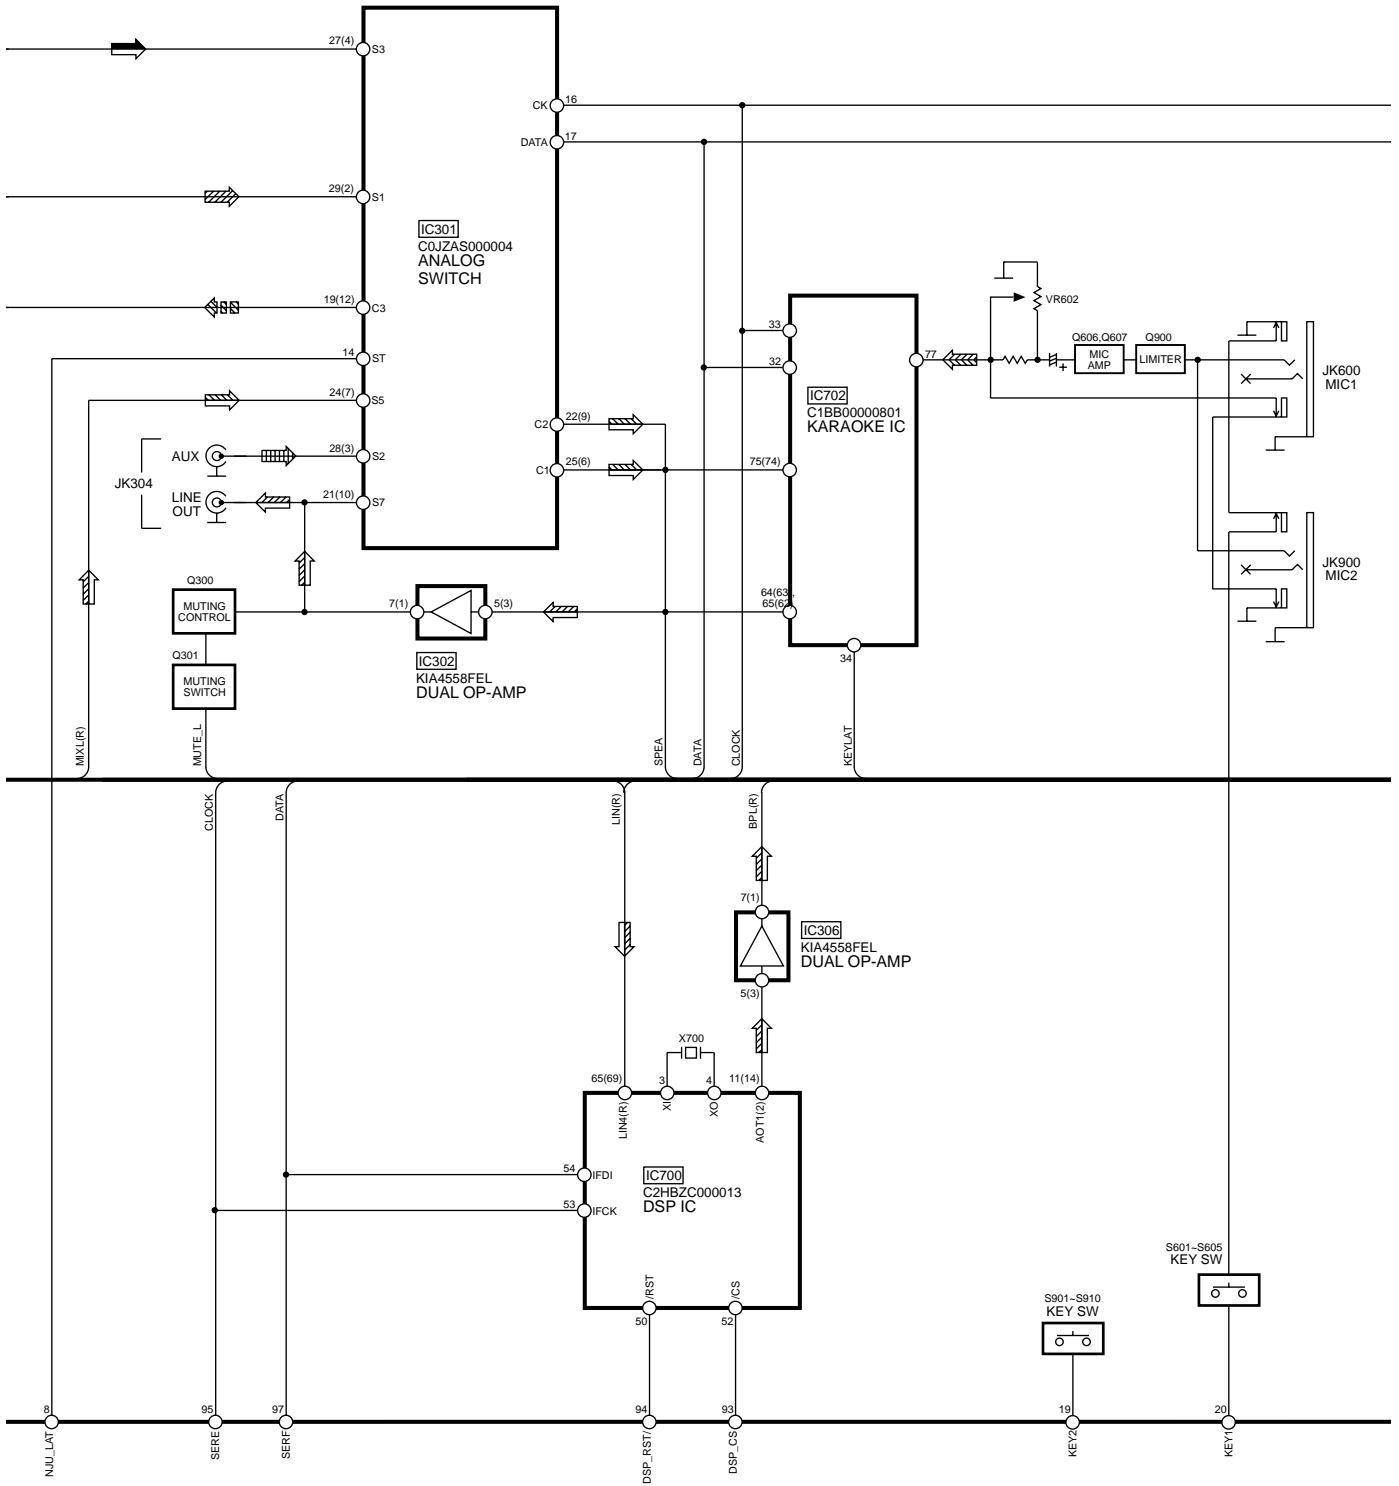 27(4)
S3
CK
16
DATA
17
29(2)
S1
IC301
C0JZAS000004
ANALOG
SWITCH
19(12)
C3
14
ST
24(7)
S5
AUX
28(3)
S2
JK304
LINE
OUT
21(10)
S7
C2
22(9)
C1
25(6)
33
32
IC702
C1BB00000801
KARAOKE IC
77
75(74)
64(63),
34
VR602
Q606,Q607
MIC
AMP
Q900
LIMITER
+
JK600
MIC1
JK900
MIC2
Q300
MUTING
CONTROL
Q301
MUTING
SWITCH
7(1)
5(3)
IC302
KIA4558FEL
DUAL OP-AMP
MIXL(R)
MUTE_L
SPEA
DATA
CLOCK
KEYLAT
CLOCK
DATA
LIN(R)
BPL(R)
7(1)
IC306
KIA4558FEL
DUAL OP-AMP
5(3)
X700
65(69)
3
4
11(14)
LIN4(R)
XI
XO
AOT1(2)
54
IFDI
53
IFCK
IC700
C2HBZC000013
DSP IC
/RST
/CS
50
52
S601~S605
KEY SW
S901~S910
KEY SW
8
95
97
94
93
19
20
NJU_LAT
SERE
SERF
DSP_RST/
DSP_CS
KEY2
KEY1